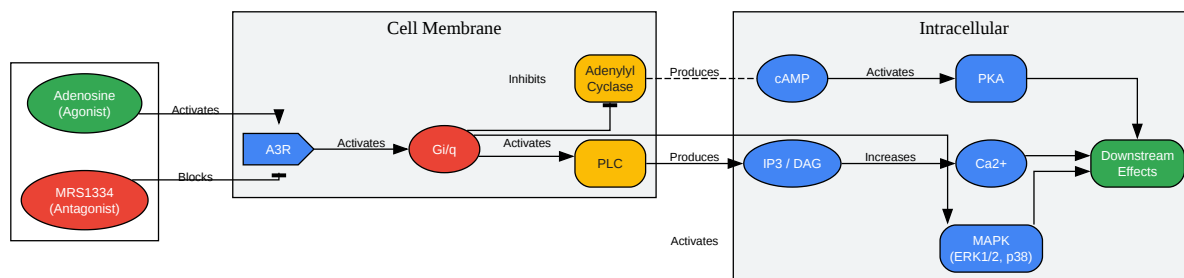 Cell Membrane
Intracellular
Adenosine
(Agonist)
Activates
MRS1334
(Antagonist)
Blocks
A3R
Activates
Gi/q
Inhibits
Activates
Adenylyl
Cyclase
PLC
Produces
Produces
cAMP
Activates
PKA
IP3 / DAG
Increases
Ca2+
Downstream
Effects
Activates
MAPK
(ERK1/2, p38)